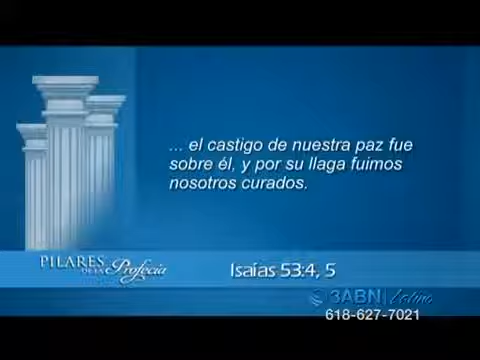 ... el castigo de nuestra paz fue
sobre él, y por su llaga fuimos
nosotros curados.
PILARES
DE LA Profecía
Isaías 53:4, 5
3ABN Latino
618-627-7021